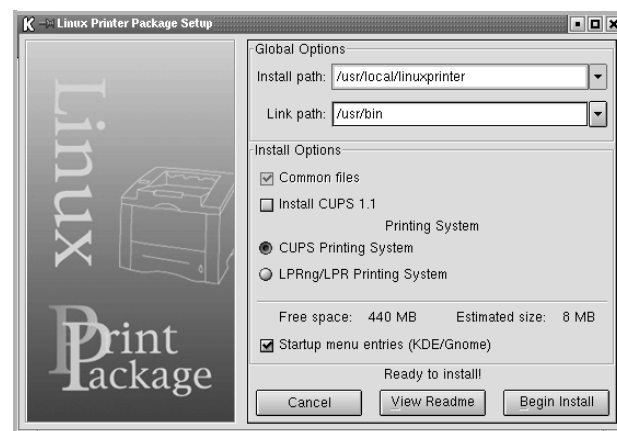 Linux Printer Package Setup
Linux
Print
Package
Global Options
Install path: /usr/local/linuxprinter
Link path: /usr/bin
Install Options
Common files
Install CUPS 1.1
Printing System
CUPS Printing System
LPRng/LPR Printing System
Free space: 440 MB Estimated size: 8 MB
Startup menu entries (KDE/Gnome)
Ready to install!
Cancel View Readme Begin Install